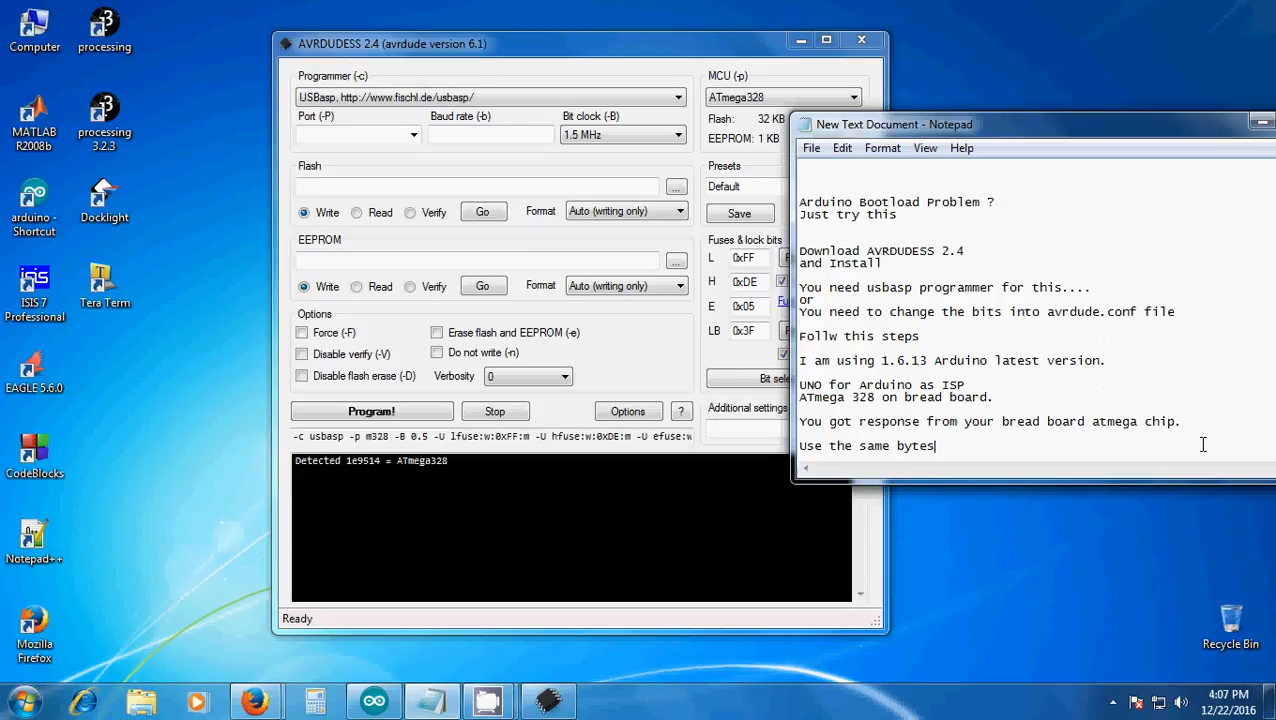 Computer
processing
MATLAB
R2008b
processing
3.2.3
arduino -
Shortcut
Docklight
ISIS 7
Professional
Tera Term
EAGLE 5.6.0
CodeBlocks
Notepad++
Mozilla
Firefox
AVRDUDESS 2.4 (avrdude version 6.1)
Programmer (-c)
USBasp, http://www.fischl.de/usbasp/
Port (-P)
Baud rate (-b)
Bit clock (-B)
1.5 MHz
Flash
...
Write
Read
Verify
Go
Format
Auto (writing only)
EEPROM
...
Write
Read
Verify
Go
Format
Auto (writing only)
Options
Force (-F)
Erase flash and EEPROM (-e)
Disable verify (-V)
Do not write (-n)
Disable flash erase (-D)
Verbosity
0
Program!
Stop
Options
?
-c usbasp -p m328 -B 0.5 -U lfuse:w:0xFF:m -U hfuse:w:0xDE:m -U efuse:w
Detected 1e9514 = ATmega328
Ready
MCU (-p)
ATmega328
Flash: 32 KB
EEPROM: 1 KB
Presets
Default
Save
Fuses & lock bits
L 0xFF
H 0xDE
E 0x05
LB 0x3F
Bit sele
Additional settings
New Text Document - Notepad
File Edit Format View Help
Arduino Bootload Problem ?
Just try this
Download AVRDUDESS 2.4
and Install
You need usbasp programmer for this....
or
You need to change the bits into avrdude.conf file
Follw this steps
I am using 1.6.13 Arduino latest version.
UNO for Arduino as ISP
ATmega 328 on bread board.
You got response from your bread board atmega chip.
Use the same bytes
Recycle Bin
4:07 PM
12/22/2016